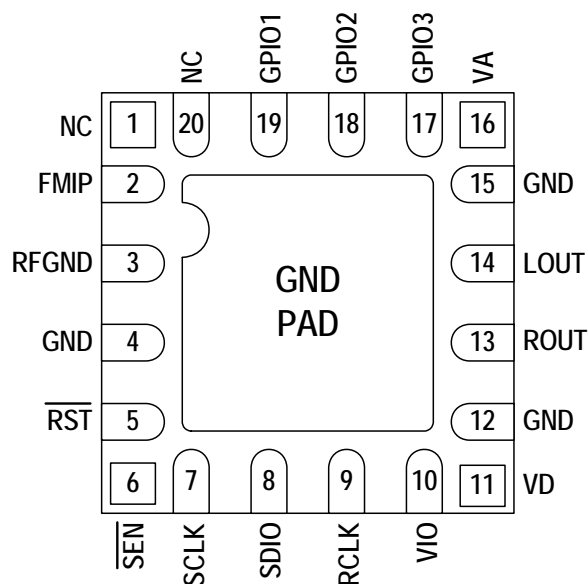 NC
GPIO1
GPIO2
GPIO3
VA
NC
1
20
19
18
17
16
FMIP
2
15
GND
RFGND
3
14
LOUT
GND
PAD
GND
4
13
ROUT
RST
5
12
GND
6
7
8
9
10
11
VD
SEN
SCLK
SDIO
RCLK
VIO